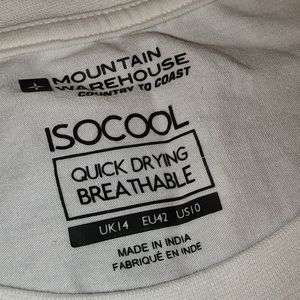 MOUNTAIN
WAREHOUSE
COUNTRY TO COAST
ISOCOOL
QUICK DRYING
BREATHABLE
UK14 EU42 US10
MADE IN INDIA
FABRIQUÉ EN INDE